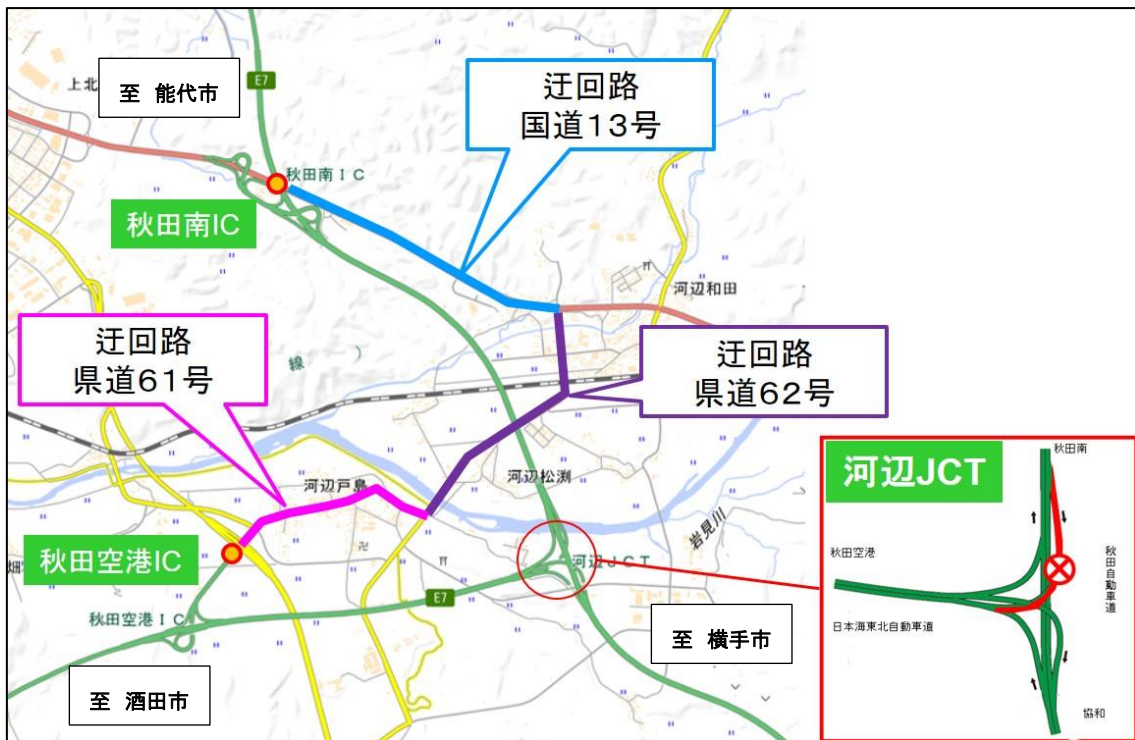 上北
至 能代市
E7
迂回路
国道13号
秋田南IC
秋田南IC
河辺和田
迂回路
県道61号
線
）
迂回路
県道62号
河辺戸島
河辺松渕
岩見川
河辺JCT
秋田空港IC
畑
秋田空港IC
E7
至 横手市
至 酒田市
河辺JCT
秋田南
秋田空港
秋田自動車道
日本海東北自動車道
協和